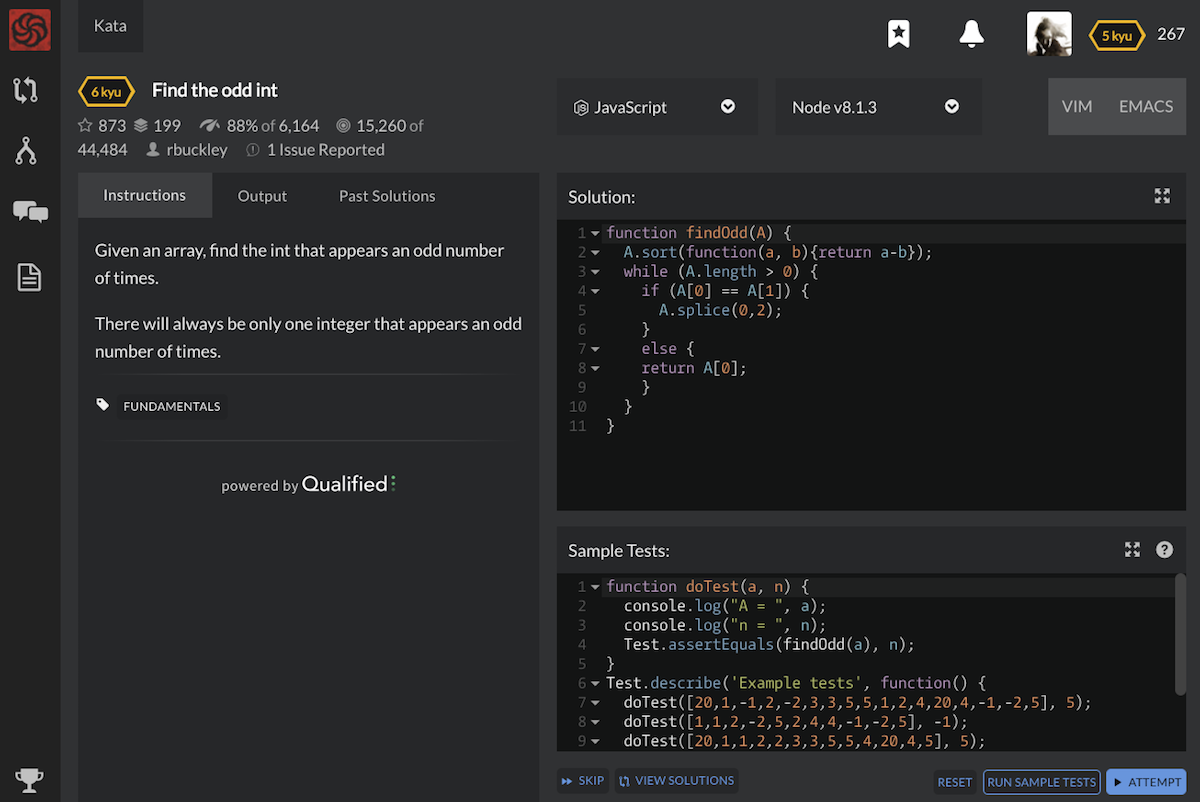 Kata
5 kyu 267
6 kyu Find the odd int
873 199 88% of 6,164 15,260 of
44,484 rbuckley 1 Issue Reported
JavaScript
Node v8.1.3
VIM EMACS
Instructions Output Past Solutions
Given an array, find the int that appears an odd number
of times.
There will always be only one integer that appears an odd
number of times.
FUNDAMENTALS
powered by Qualified
Solution:
1 function findOdd(A) {
2 A.sort(function(a, b){return a-b});
3 while (A.length > 0) {
4 if (A[0] == A[1]) {
5 A.splice(0,2);
6 }
7 else {
8 return A[0];
9 }
10 }
11 }
Sample Tests:
1 function doTest(a, n) {
2 console.log("A = ", a);
3 console.log("n = ", n);
4 Test.assertEquals(findOdd(a), n);
5 }
6 Test.describe('Example tests', function() {
7 doTest([20,1,-1,2,-2,3,3,5,5,1,2,4,20,4,-1,-2,5], 5);
8 doTest([1,1,2,-2,5,2,4,4,-1,-2,5], -1);
9 doTest([20,1,1,2,2,3,3,5,5,4,20,4,5], 5);
SKIP VIEW SOLUTIONS RESET RUN SAMPLE TESTS ATTEMPT